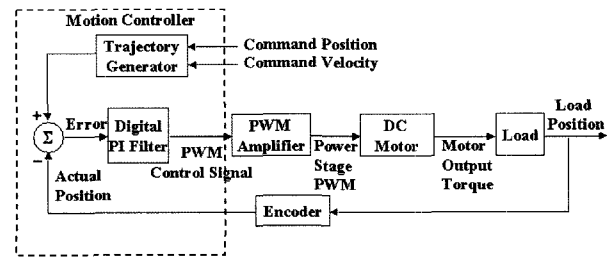 Motion Controller
Trajectory
Generator
Command Position
Command Velocity
+
Σ
−
Error
Digital
PI Filter
PWM
Control Signal
PWM
Amplifier
Power
Stage
PWM
DC
Motor
Motor
Output
Torque
Load
Load
Position
Actual
Position
Encoder